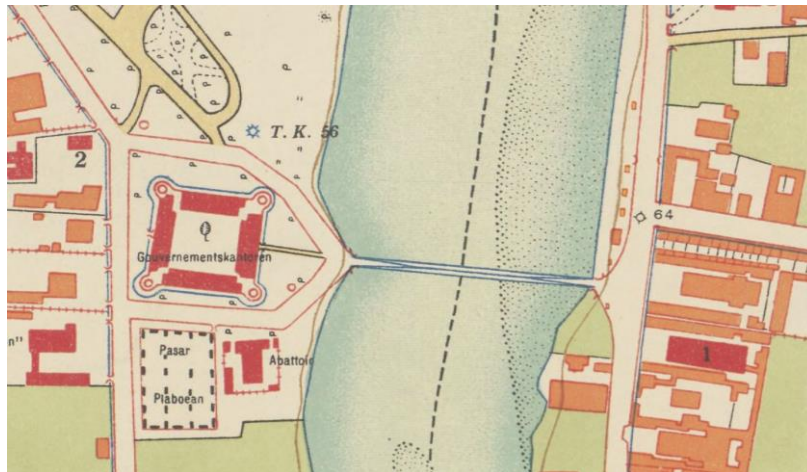 T. K. 56
2
64
Q
Gouvernementskantoren
n"
Pasar
Plaboean
Abattoir
1